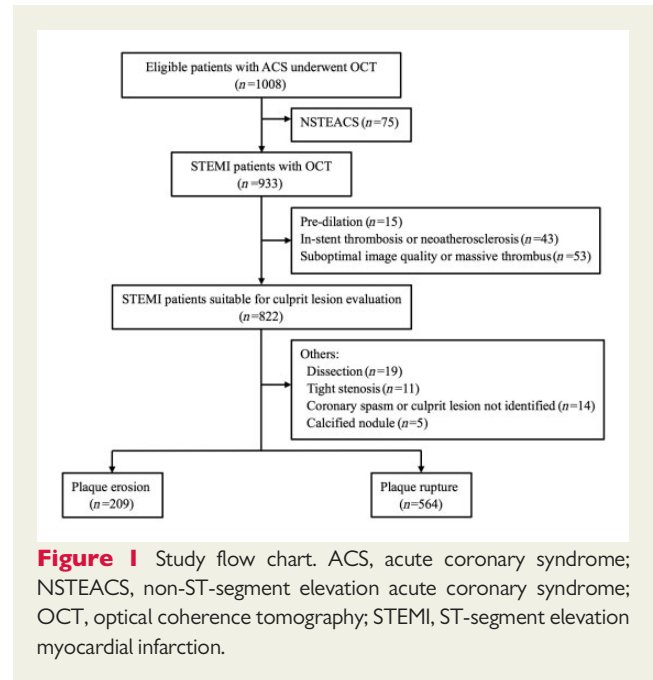 Eligible patients with ACS underwent OCT
(n=1008)
NSTEACS (n=75)
STEMI patients with OCT
(n=933)
Pre-dilation (n=15)
In-stent thrombosis or neoatherosclerosis (n=43)
Suboptimal image quality or massive thrombus (n=53)
STEMI patients suitable for culprit lesion evaluation
(n=822)
Others:
Dissection (n=19)
Tight stenosis (n=11)
Coronary spasm or culprit lesion not identified (n=14)
Calcified nodule (n=5)
Plaque erosion
(n=209)
Plaque rupture
(n=564)
Figure 1 Study flow chart. ACS, acute coronary syndrome;
NSTEACS, non-ST-segment elevation acute coronary syndrome;
OCT, optical coherence tomography; STEMI, ST-segment elevation
myocardial infarction.